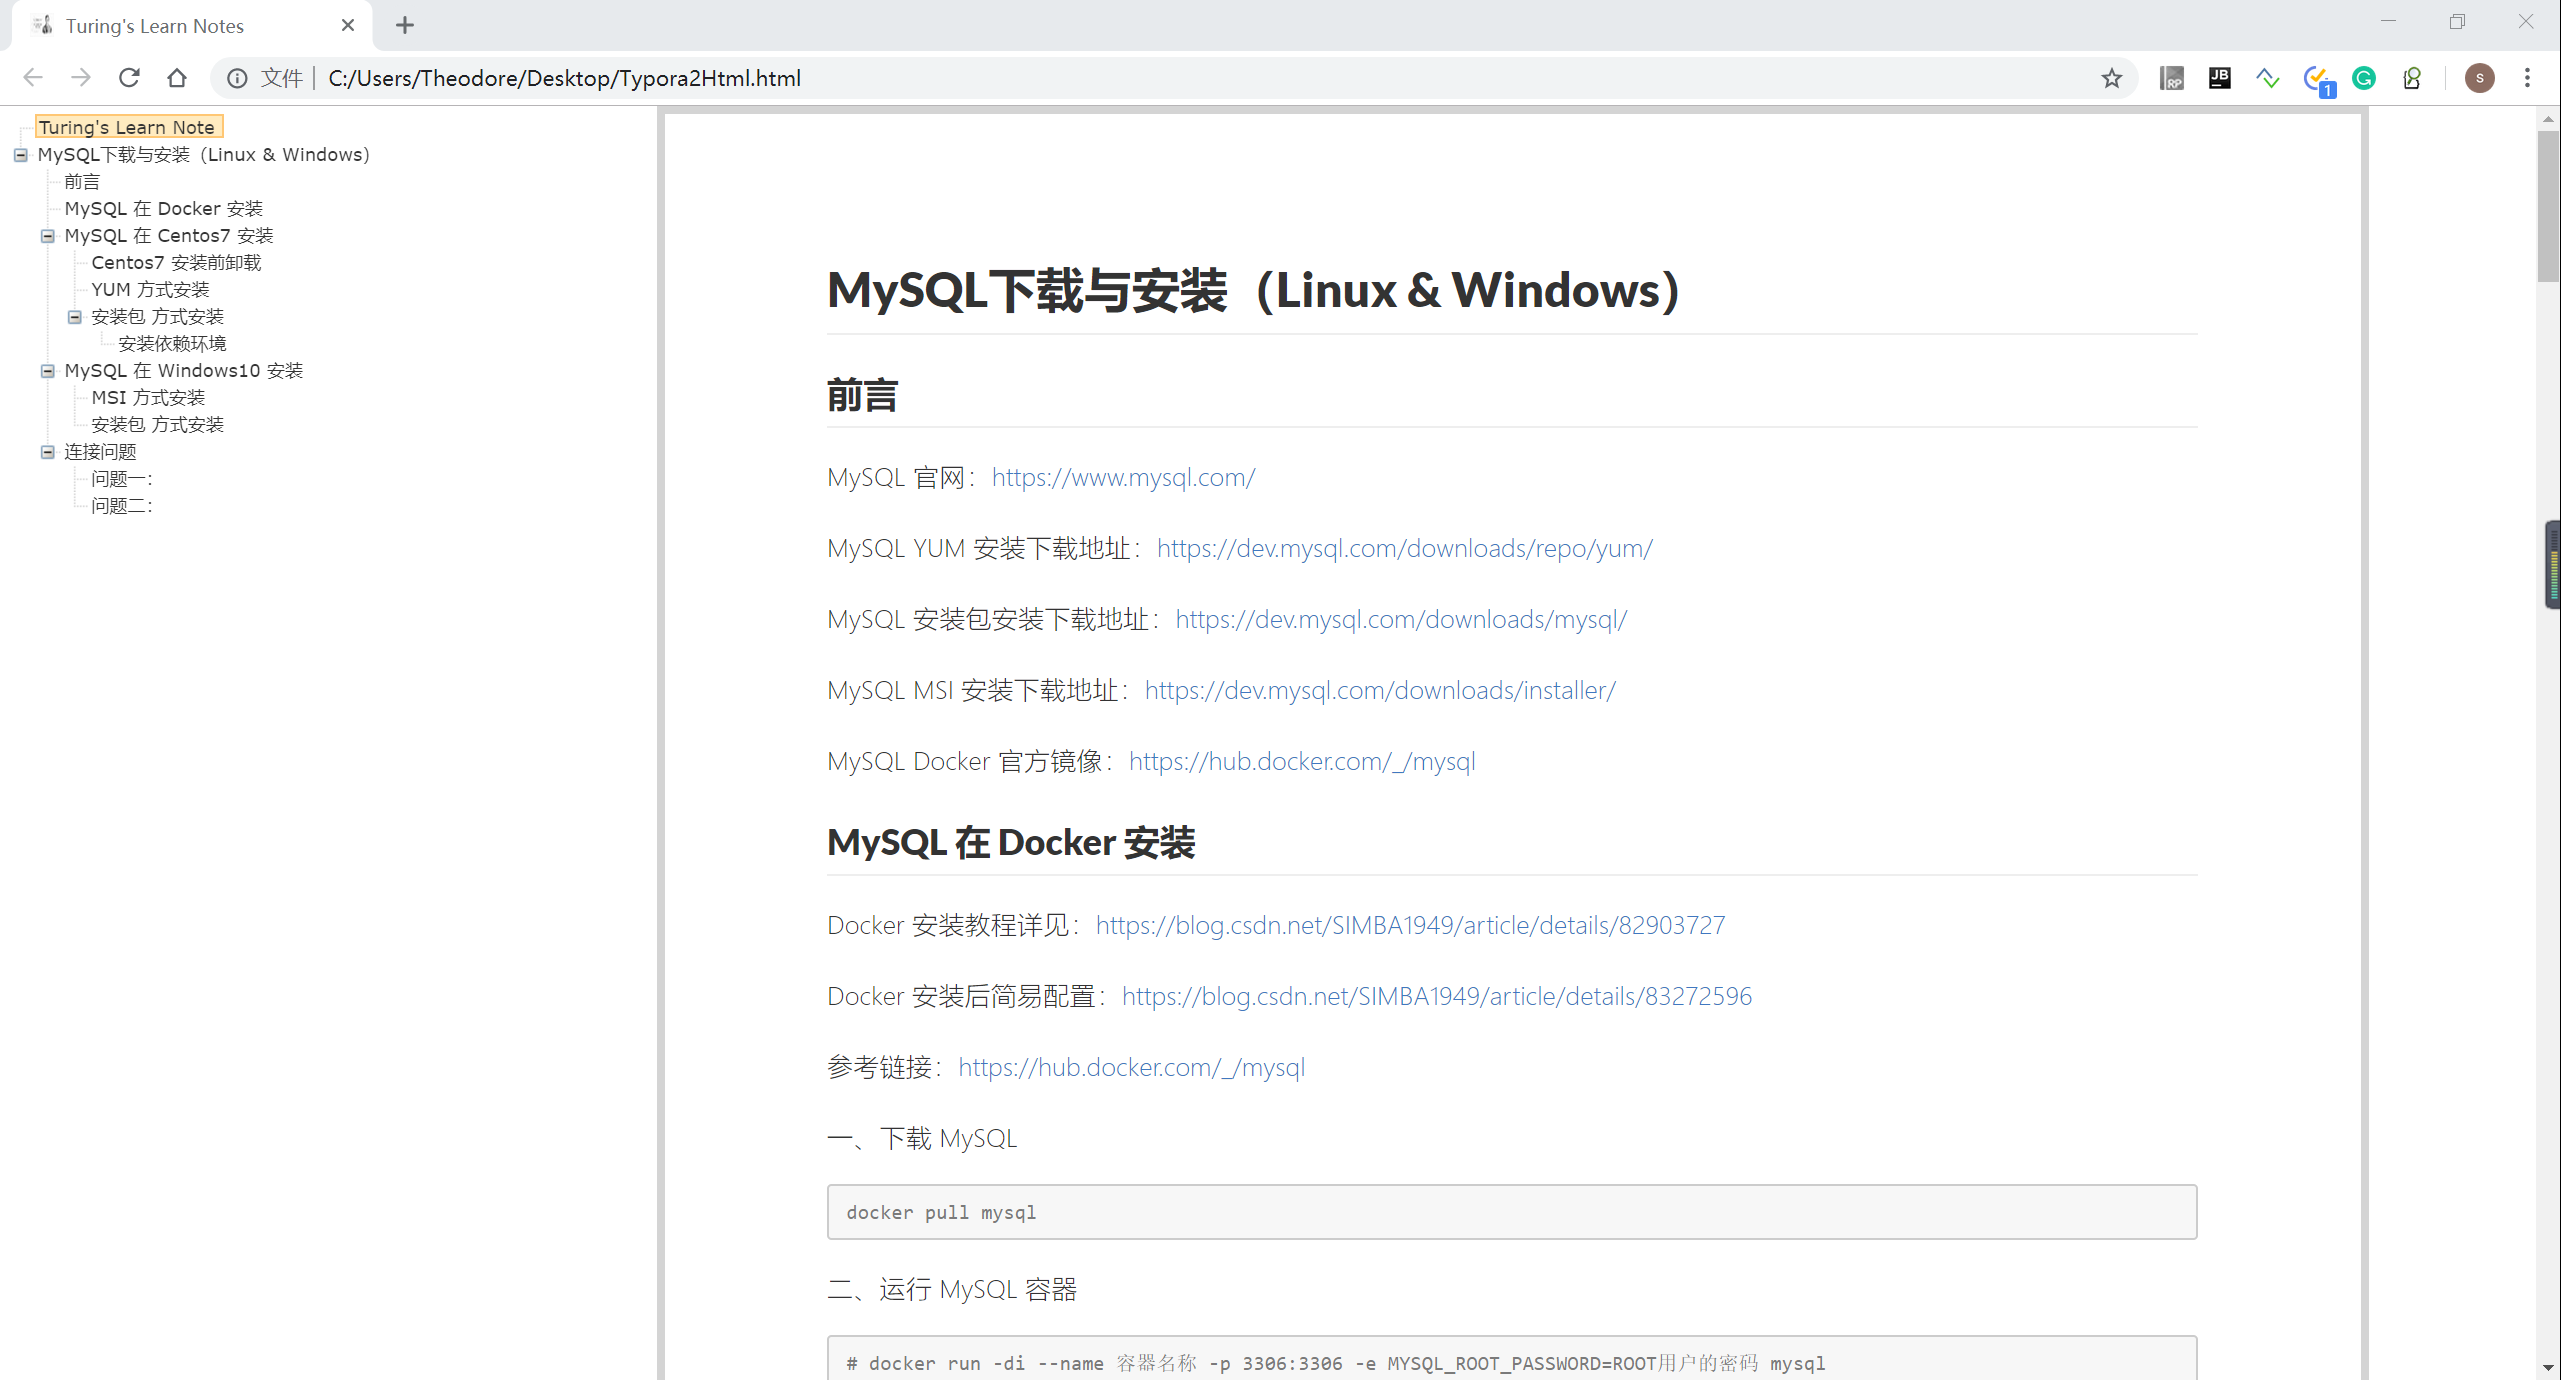 Turing's Learn Notes
文件 | C:/Users/Theodore/Desktop/Typora2Html.html
RP
JB
1
G
s
Turing's Learn Note
MySQL下载与安装（Linux & Windows）
前言
MySQL 在 Docker 安装
MySQL 在 Centos7 安装
Centos7 安装前卸载
YUM 方式安装
安装包 方式安装
安装依赖环境
MySQL 在 Windows10 安装
MSI 方式安装
安装包 方式安装
连接问题
问题一：
问题二：
MySQL下载与安装（Linux & Windows）
前言
MySQL 官网：https://www.mysql.com/
MySQL YUM 安装下载地址：https://dev.mysql.com/downloads/repo/yum/
MySQL 安装包安装下载地址：https://dev.mysql.com/downloads/mysql/
MySQL MSI 安装下载地址：https://dev.mysql.com/downloads/installer/
MySQL Docker 官方镜像：https://hub.docker.com/_/mysql
MySQL 在 Docker 安装
Docker 安装教程详见：https://blog.csdn.net/SIMBA1949/article/details/82903727
Docker 安装后简易配置：https://blog.csdn.net/SIMBA1949/article/details/83272596
参考链接：https://hub.docker.com/_/mysql
一、下载 MySQL
docker pull mysql
二、运行 MySQL 容器
# docker run -di --name 容器名称 -p 3306:3306 -e MYSQL_ROOT_PASSWORD=ROOT用户的密码 mysql